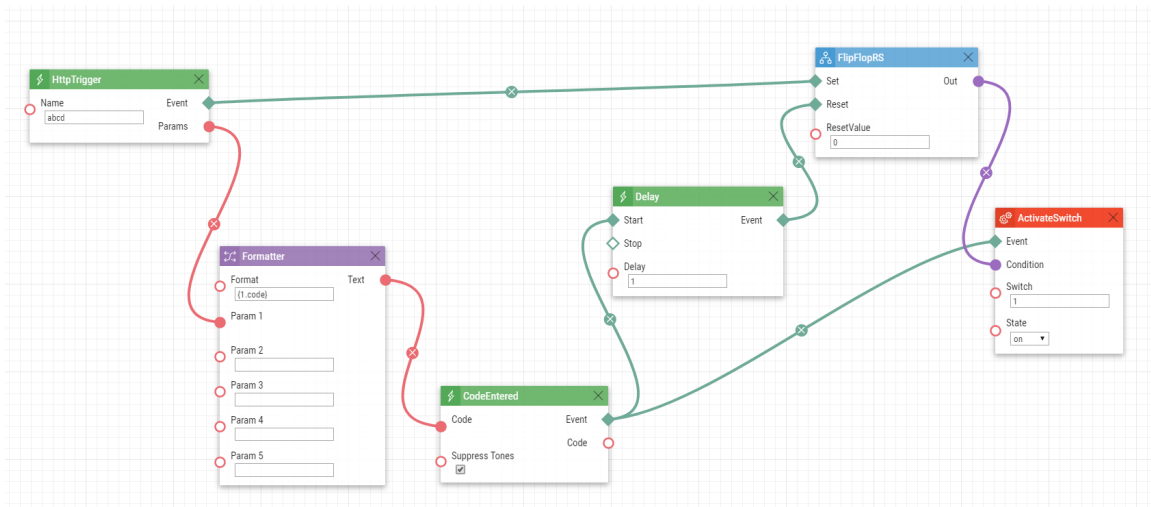 HttpTrigger
Name
Event
abcd
Params
FlipFlopRS
Set
Out
Reset
ResetValue
0
Delay
Start
Event
Stop
Delay
1
ActivateSwitch
Event
Condition
Switch
1
State
on
Formatter
Format
Text
{1.code}
Param 1
Param 2
Param 3
Param 4
Param 5
CodeEntered
Code
Event
Code
Suppress Tones